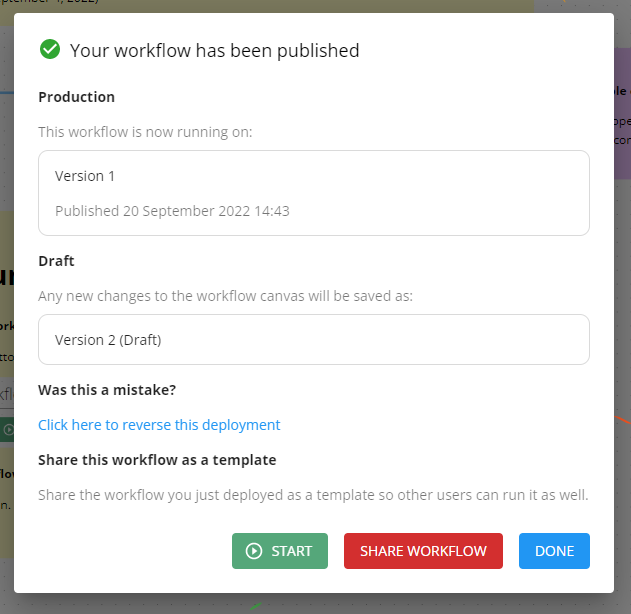 Your workflow has been published
Production
This workflow is now running on:
Version 1
Published 20 September 2022 14:43
Draft
Any new changes to the workflow canvas will be saved as:
Version 2 (Draft)
Was this a mistake?
Click here to reverse this deployment
Share this workflow as a template
Share the workflow you just deployed as a template so other users can run it as well.
START
SHARE WORKFLOW
DONE